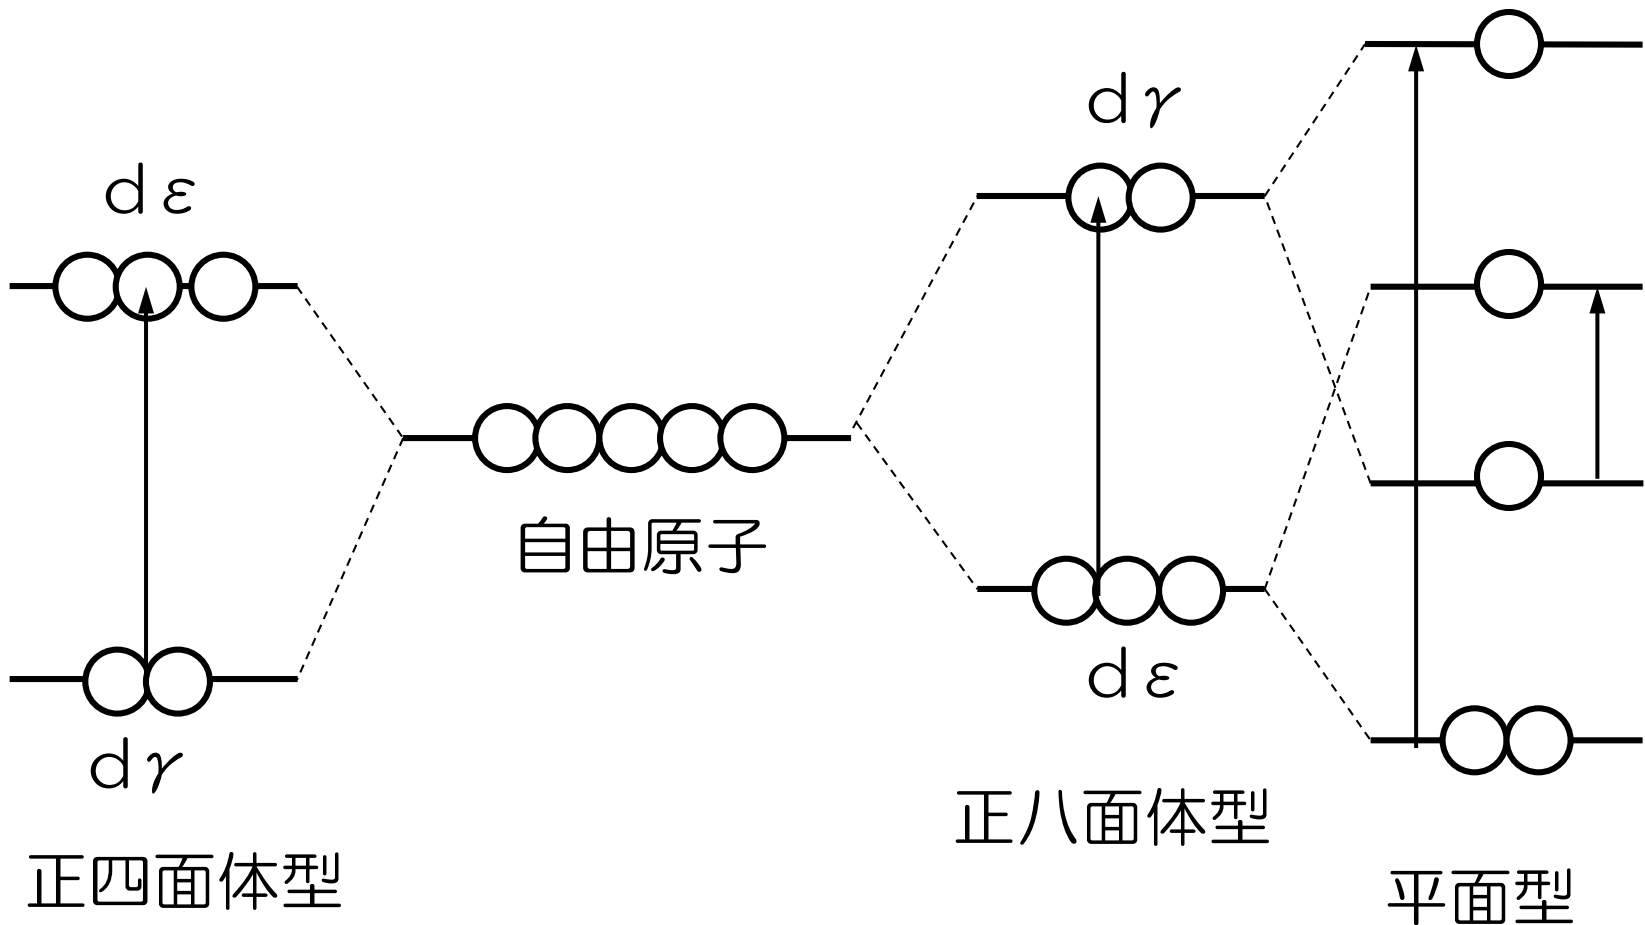 dε
dγ
正四面体型
自由原子
dγ
dε
正八面体型
平面型